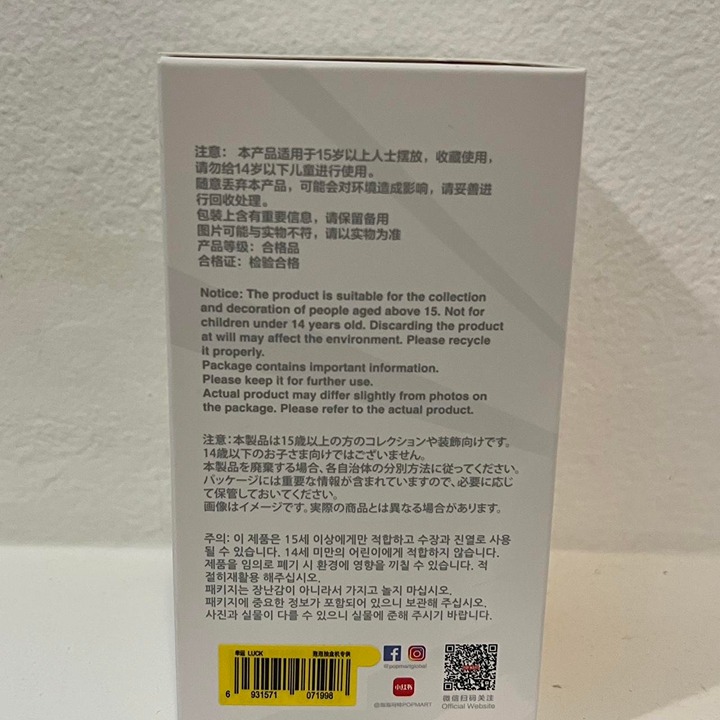 注意： 本产品适用于15岁以上人士摆放，收藏使用，
请勿给14岁以下儿童进行使用。
随意丢弃本产品，可能会对环境造成影响，请妥善进
行回收处理。
包装上含有重要信息，请保留备用
图片可能与实物不符，请以实物为准
产品等级：合格品
合格证：检验合格
Notice: The product is suitable for the collection
and decoration of people aged above 15. Not for
children under 14 years old. Discarding the product
at will may affect the environment. Please recycle
it properly.
Package contains important information.
Please keep it for further use.
Actual product may differ slightly from photos on
the package. Please refer to the actual product.
注意:本製品は15歳以上の方のコレクションや装飾向けです。
14歳以下のお子さま向けではございません。
本製品を廃棄する場合、各自治体の分別方法に従ってください。
パッケージには重要な情報が含まれていますので、必要に応じ
て保管しておいてください。
画像はイメージです。実際の商品とは異なる場合があります。
주의: 이 제품은 15세 이상에게만 적합하고 수장과 진열로 사용
될 수 있습니다. 14세 미만의 어린이에게 적합하지 않습니다.
제품을 임의로 폐기 시 환경에 영향을 끼칠 수 있습니다. 적
절히재활용 해주십시오.
패키지는 장난감이 아니라서 가지고 놀지 마십시오.
패키지에 중요한 정보가 포함되어 있으니 보관해 주십시오.
사진과 실물이 다를 수 있으니 실물에 준해 주시기 바랍니다.
LUCK 泡泡抽盒机专供
6 931571 071998
@popmartglobal
小红书
@泡泡玛特POPMART
微信扫码关注
Official Website